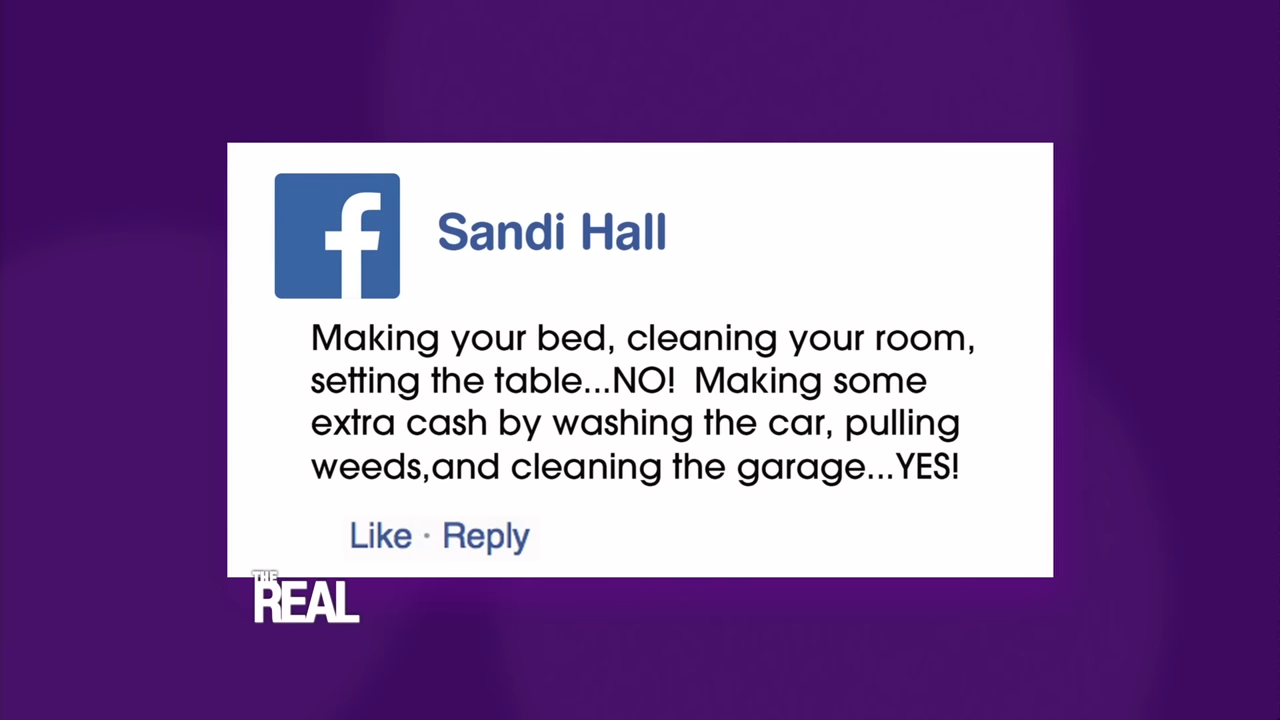 f
Sandi Hall
Making your bed, cleaning your room,
setting the table...NO!  Making some
extra cash by washing the car, pulling
weeds,and cleaning the garage...YES!
Like · Reply
THE
REAL